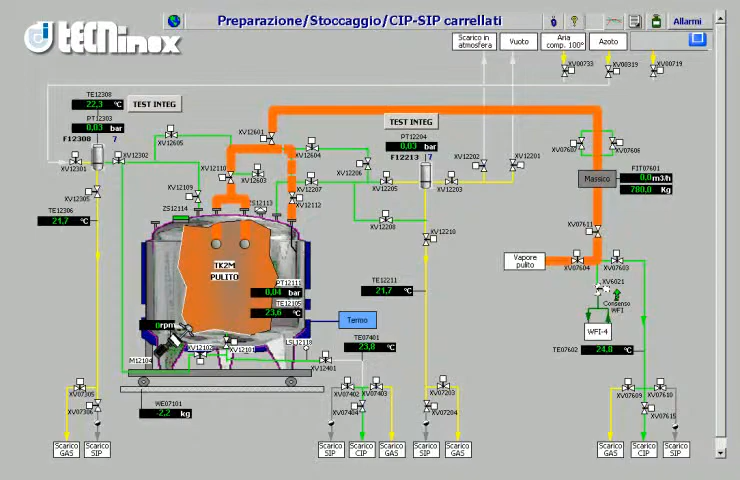 Preparazione/Stoccaggio/CIP-SIP carrellati
? Allarmi
TECNinox
Scarico in
atmosfera
Vuoto
Aria
comp. 100°
Azoto
XV00733
XV00319
XV00719
TE12308
22,3 °C
TEST INTEG
PT12303
0,03 bar
F12308 ?
XV12301
XV12302
XV12305
XV12605
XV12601
XV12604
XV12110
XV12603
XV12109
ZS12114
ZS12113
XV12112
TEST INTEG
PT12204
0,03 bar
F12213 ?
XV12206
XV12207
XV12205
XV12203
XV12202
XV12201
XV12208
XV12210
XV07607
XV07606
Massico
FIT07601
0,0 m3/h
780,0 Kg
XV07611
Vapore
pulito
XV07604
XV07603
XV6021
Consenso
WFI
WFI-4
TE07602
24,0 °C
TE12306
21,7 °C
TK2M
PULITO
PT12111
0,04 bar
TE12105
23,6 °C
0 rpm
TE12211
21,7 °C
Termo
M12104
XV12102
XV12101
LSL12118
XV12401
TE07401
23,8 °C
WE07101
-2,2 kg
XV07305
XV07306
XV07402
XV07403
XV07404
XV07203
XV07204
XV07609
XV07610
XV07615
Scarico
GAS
Scarico
SIP
Scarico
SIP
Scarico
CIP
Scarico
GAS
Scarico
SIP
Scarico
GAS
Scarico
GAS
Scarico
CIP
Scarico
SIP